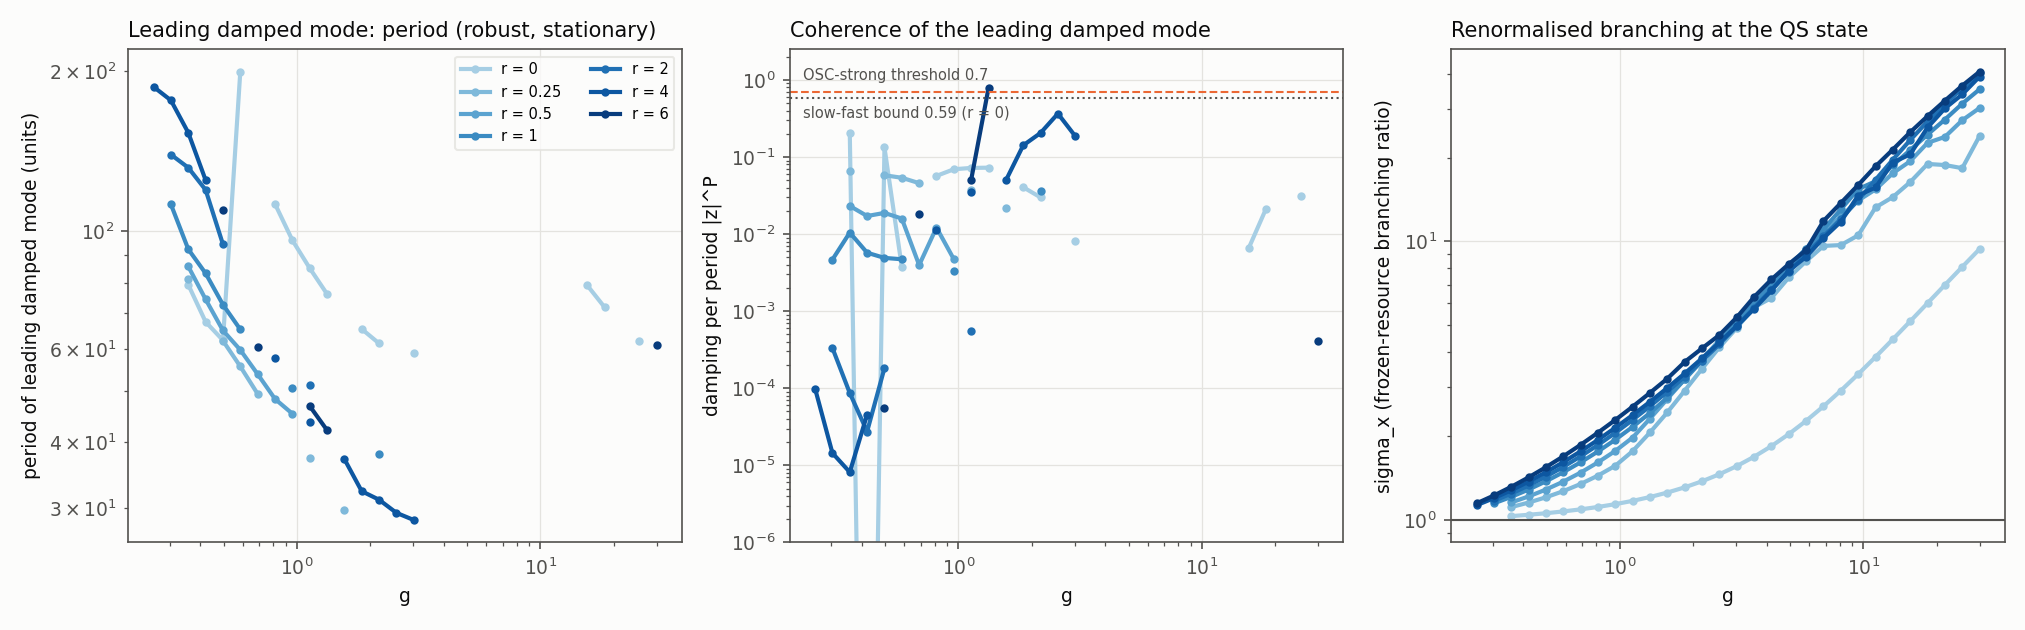 Leading damped mode: period (robust, stationary)
period of leading damped mode (units)
2 × 10²
10²
6 × 10¹
4 × 10¹
3 × 10¹
r = 0
r = 0.25
r = 0.5
r = 1
r = 2
r = 4
r = 6
10⁰
10¹
g
Coherence of the leading damped mode
damping per period |z|^P
10⁰
10⁻¹
10⁻²
10⁻³
10⁻⁴
10⁻⁵
10⁻⁶
OSC-strong threshold 0.7
slow-fast bound 0.59 (r = 0)
10⁰
10¹
g
Renormalised branching at the QS state
sigma_x (frozen-resource branching ratio)
10¹
10⁰
10⁰
10¹
g